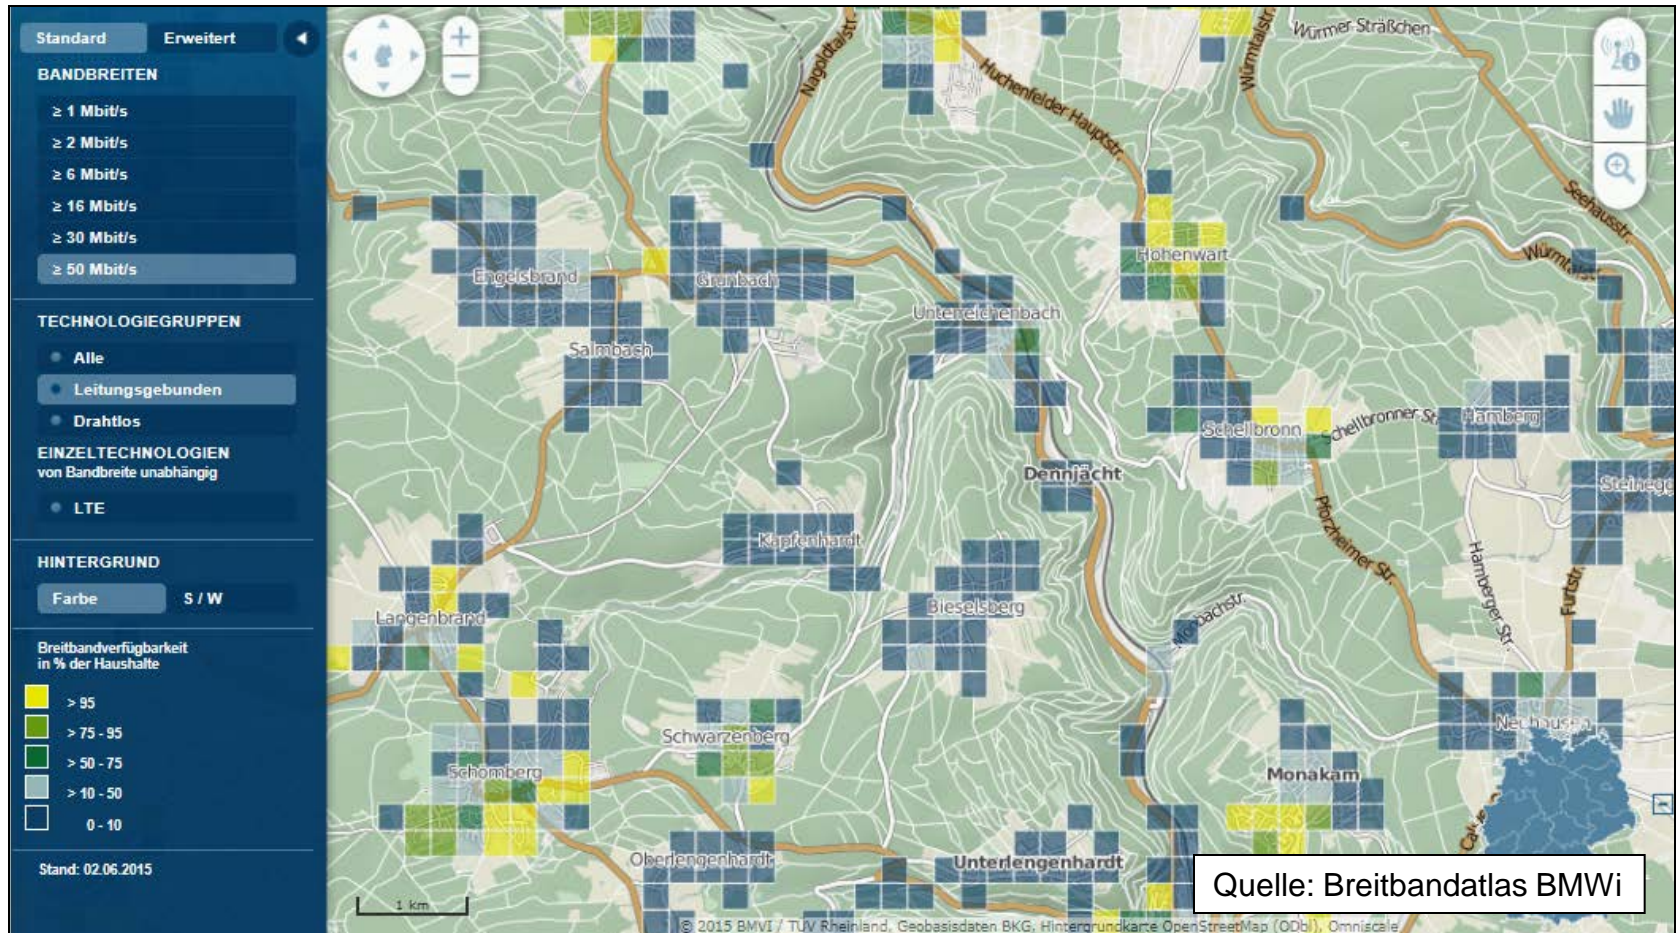 Standard Erweitert
BANDBREITEN
≥ 1 Mbit/s
≥ 2 Mbit/s
≥ 6 Mbit/s
≥ 16 Mbit/s
≥ 30 Mbit/s
≥ 50 Mbit/s
TECHNOLOGIEGRUPPEN
Alle
Leitungsgebunden
Drahtlos
EINZELTECHNOLOGIEN
von Bandbreite unabhängig
LTE
HINTERGRUND
Farbe S / W
Breitbandverfügbarkeit
in % der Haushalte
> 95
> 75 - 95
> 50 - 75
> 10 - 50
0 - 10
Stand: 02.06.2015
Nagoldtalstr.
Huchenfelder Hauptstr.
Würmtalstr.
Würmer Sträßchen
Seehausstr.
Würmtalstr.
Hohenwart
Engelsbrand
Grunbach
Unterreichenbach
Salmbach
Schellbronn
Schellbronner Str.
Hamberg
Dennjächt
Steinegg
Pforzheimer Str.
Kapfenhardt
Hamberger Str.
Furtstr.
Bieselsberg
Langenbrand
Monbachstr.
Schwarzenberg
Neuhausen
Schömberg
Monakam
Oberlengenhardt
Unterlengenhardt
1 km
Quelle: Breitbandatlas BMWi
© 2015 BMVI / TÜV Rheinland, Geobasisdaten BKG, Hintergrundkarte OpenStreetMap (ODbL), Omniscale